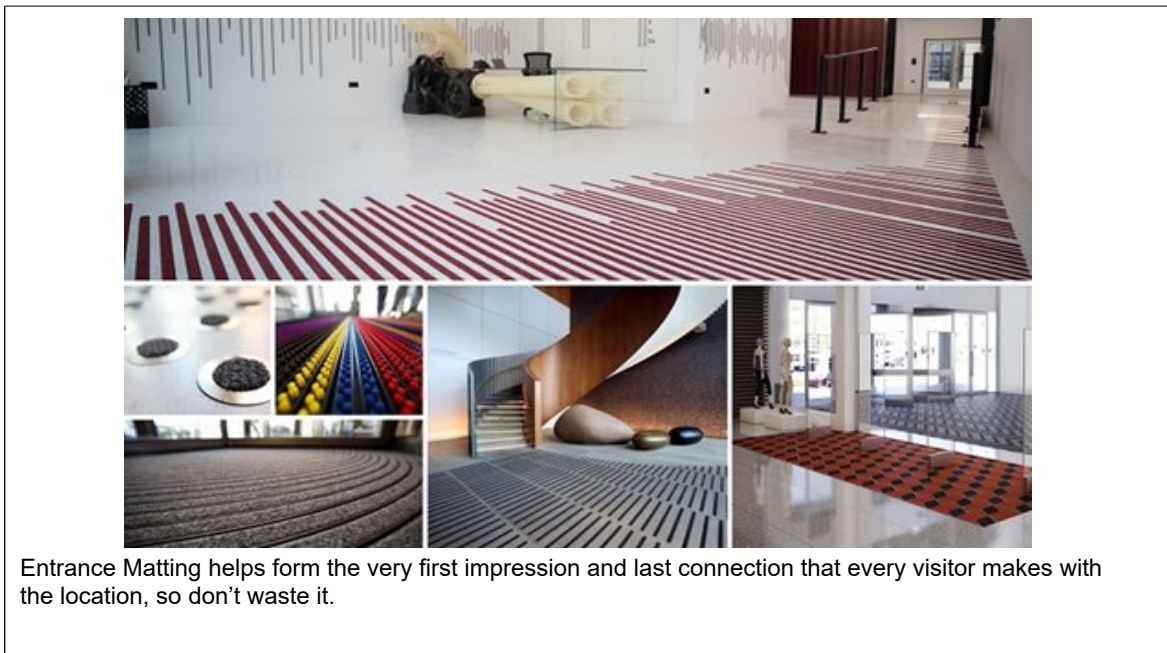 Entrance Matting helps form the very first impression and last connection that every visitor makes with
the location, so don’t waste it.